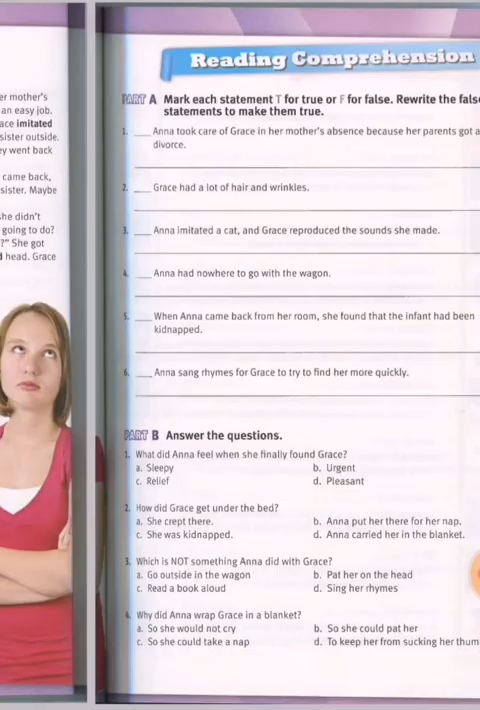 er mother's
an easy job.
ace imitated
sister outside.
ey went back
came back,
sister. Maybe
she didn't
going to do?
?" She got
head. Grace
Reading Comprehension
PART A Mark each statement T for true or F for false. Rewrite the false
statements to make them true.
1. ___ Anna took care of Grace in her mother's absence because her parents got a
divorce.
2. ___ Grace had a lot of hair and wrinkles.
3. ___ Anna imitated a cat, and Grace reproduced the sounds she made.
4. ___ Anna had nowhere to go with the wagon.
5. ___ When Anna came back from her room, she found that the infant had been
kidnapped.
6. ___ Anna sang rhymes for Grace to try to find her more quickly.
PART B Answer the questions.
1. What did Anna feel when she finally found Grace?
a. Sleepy b. Urgent
c. Relief d. Pleasant
2. How did Grace get under the bed?
a. She crept there. b. Anna put her there for her nap.
c. She was kidnapped. d. Anna carried her in the blanket.
3. Which is NOT something Anna did with Grace?
a. Go outside in the wagon b. Pat her on the head
c. Read a book aloud d. Sing her rhymes
4. Why did Anna wrap Grace in a blanket?
a. So she would not cry b. So she could pat her
c. So she could take a nap d. To keep her from sucking her thum